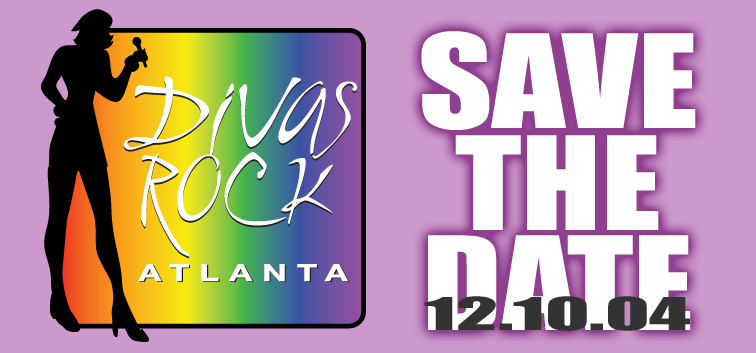 Divas
Rock
ATLANTA
SAVE
THE
DATE
12.10.04